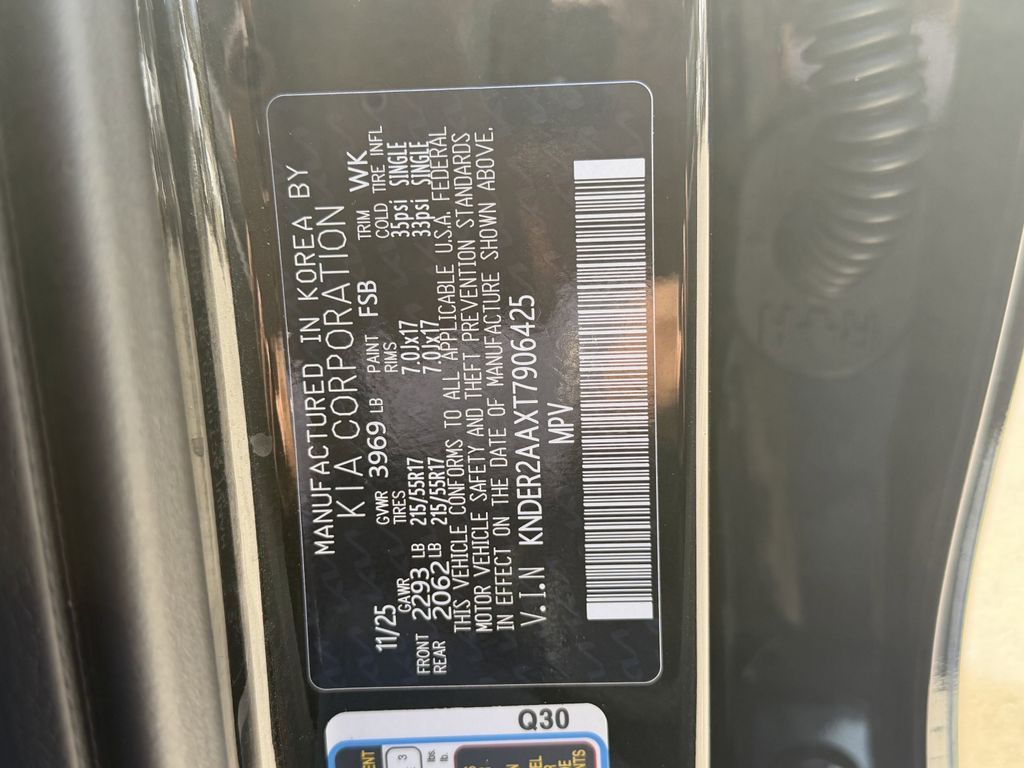 MANUFACTURED IN KOREA BY
KIA CORPORATION
11/25 GVWR 3969 LB PAINT FSB TRIM WK
GAWR TIRES RIMS COLD TIRE INFL
FRONT 2293 LB 215/55R17 7.0Jx17 35psi SINGLE
REAR 2062 LB 215/55R17 7.0Jx17 33psi SINGLE
THIS VEHICLE CONFORMS TO ALL APPLICABLE U.S.A. FEDERAL
MOTOR VEHICLE SAFETY AND THEFT PREVENTION STANDARDS
IN EFFECT ON THE DATE OF MANUFACTURE SHOWN ABOVE.
V.I.N KNDER2AAXT7906425
MPV
Q30
3
lbs.
lb.